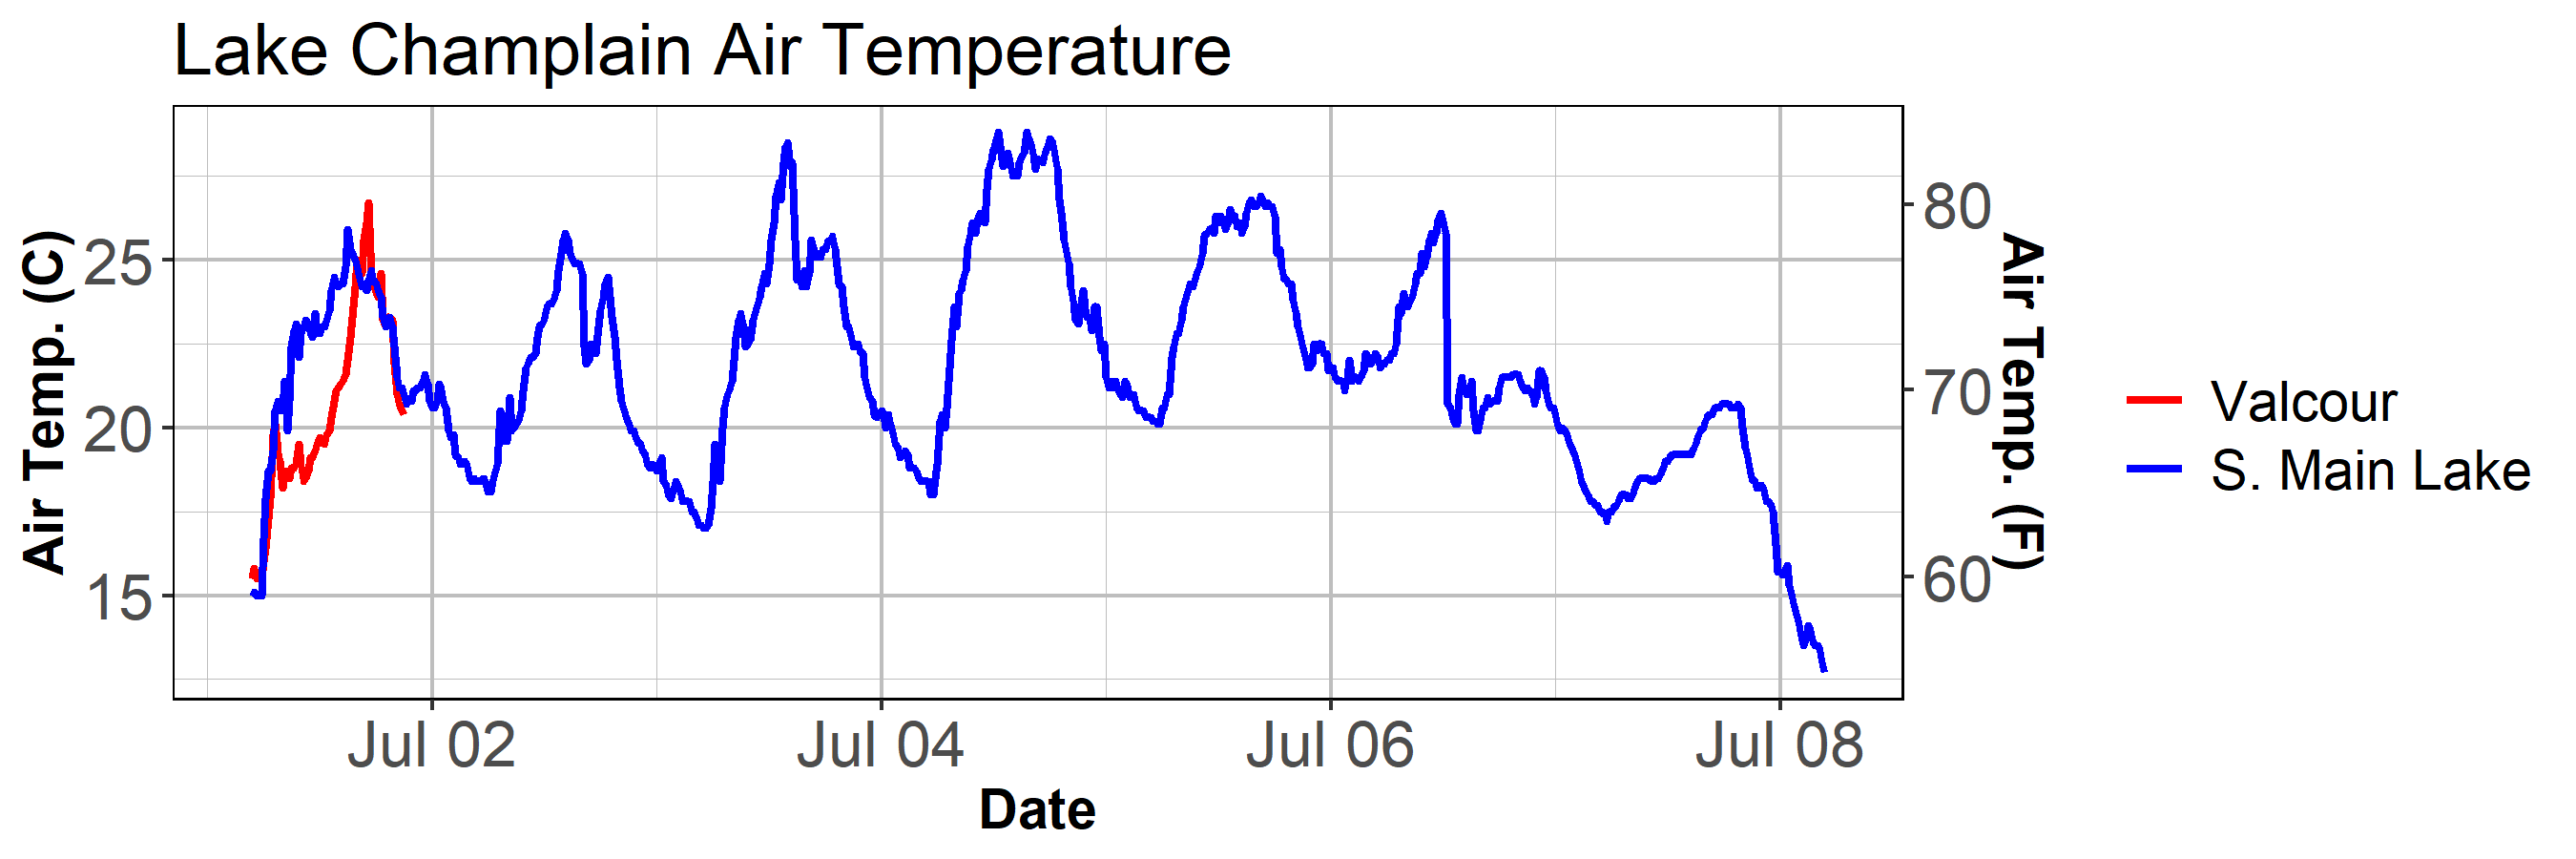 Lake Champlain Air Temperature
Air Temp. (C)
25
20
15
80
70
60
Air Temp. (F)
Jul 02 Jul 04 Jul 06 Jul 08
Date
Valcour
S. Main Lake